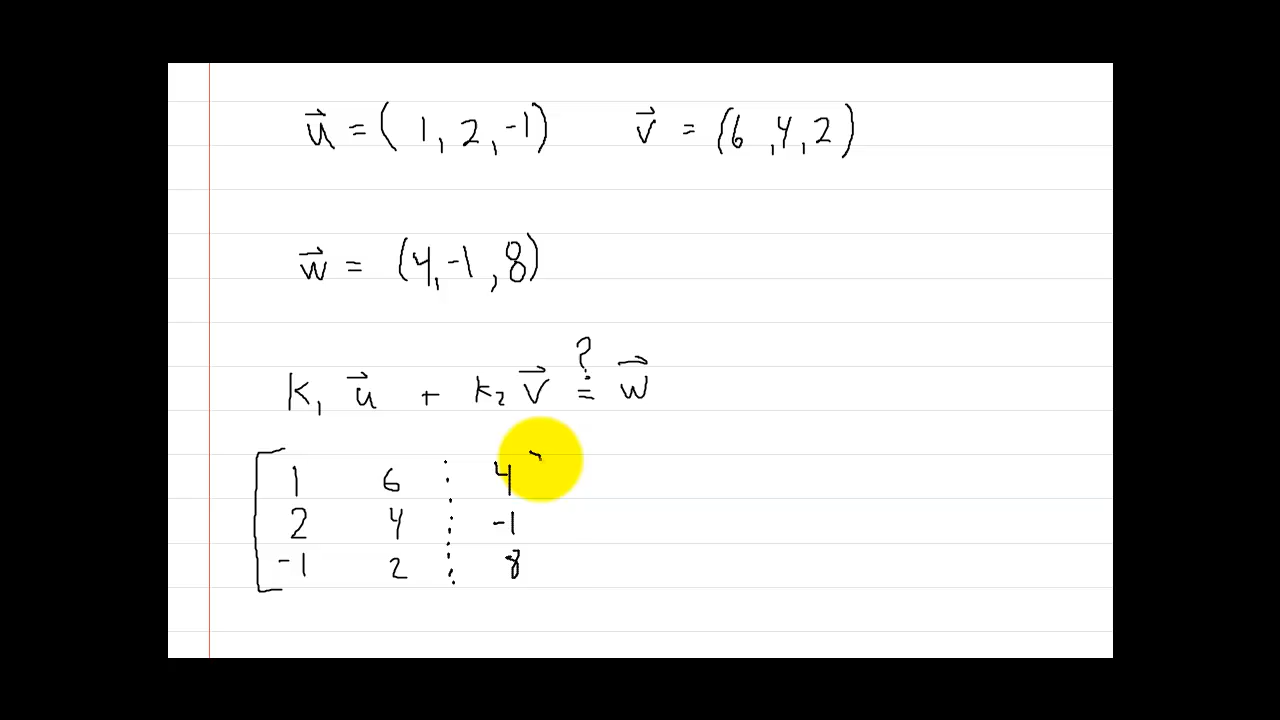 u⃗ = ( 1, 2, -1)  v⃗ = (6 ,4, 2)
w⃗ = (4, -1 , 8)
k₁ u⃗ + k₂ v⃗ ≟ w⃗
[ 1 6 ⋮ 4
2 4 ⋮ -1
-1 2 ⋮ 8